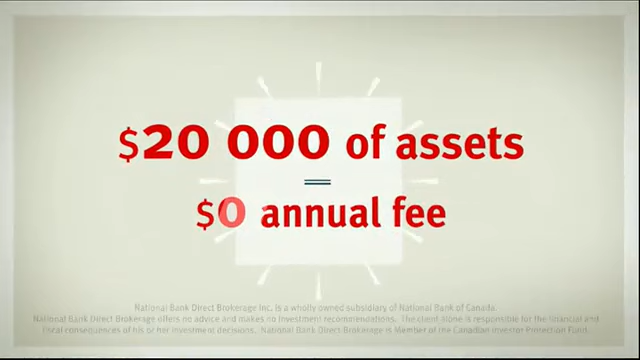 $20 000 of assets
=
$0 annual fee
National Bank Direct Brokerage Inc. is a wholly owned subsidiary of National Bank of Canada.
National Bank Direct Brokerage offers no advice and makes no investment recommendations. The client alone is responsible for the financial and
fiscal consequences of his or her investment decisions. National Bank Direct Brokerage is Member of the Canadian Investor Protection Fund.